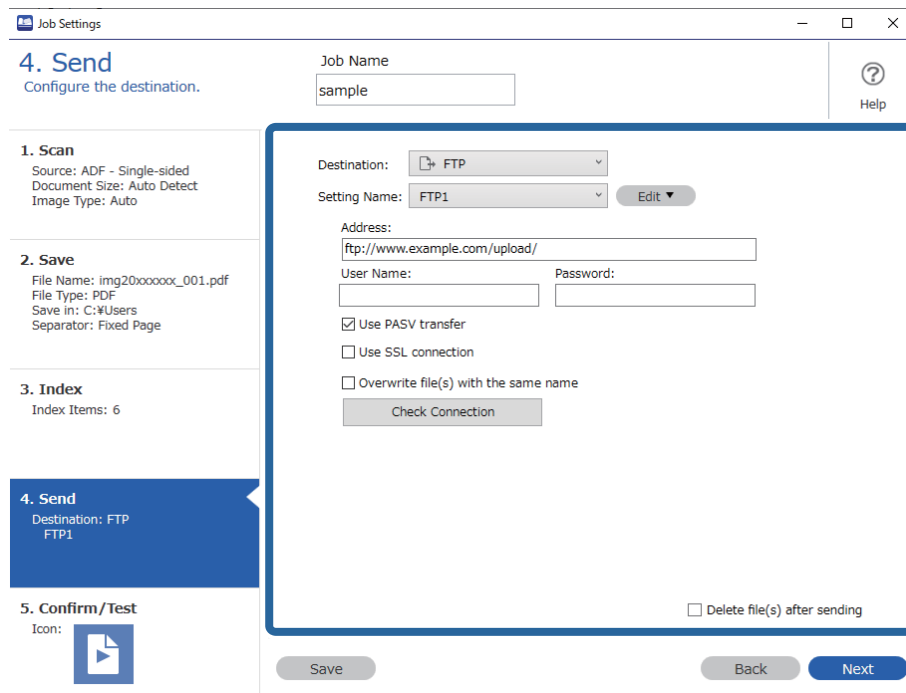 Job Settings
4. Send
Configure the destination.
Job Name
sample
Help
1. Scan
Source: ADF - Single-sided
Document Size: Auto Detect
Image Type: Auto
2. Save
File Name: img20xxxxxx_001.pdf
File Type: PDF
Save in: C:¥Users
Separator: Fixed Page
3. Index
Index Items: 6
4. Send
Destination: FTP
FTP1
5. Confirm/Test
Icon:
Destination: FTP
Setting Name: FTP1 Edit ▼
Address:
ftp://www.example.com/upload/
User Name: Password:
Use PASV transfer
Use SSL connection
Overwrite file(s) with the same name
Check Connection
Delete file(s) after sending
Save Back Next